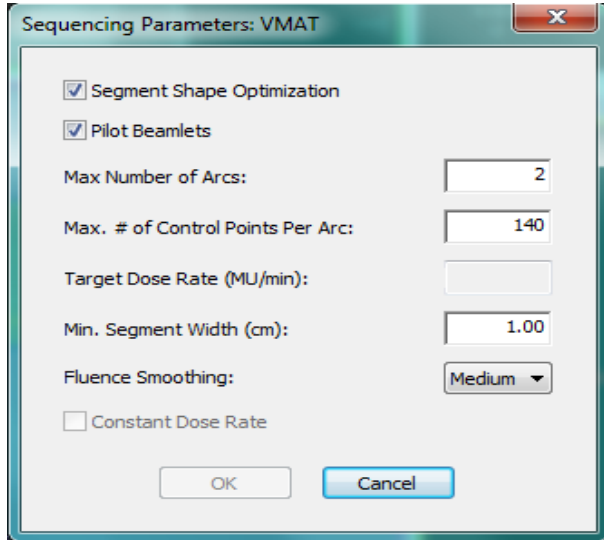 Sequencing Parameters: VMAT
Segment Shape Optimization
Pilot Beamlets
Max Number of Arcs: 2
Max. # of Control Points Per Arc: 140
Target Dose Rate (MU/min):
Min. Segment Width (cm): 1.00
Fluence Smoothing: Medium
Constant Dose Rate
OK Cancel